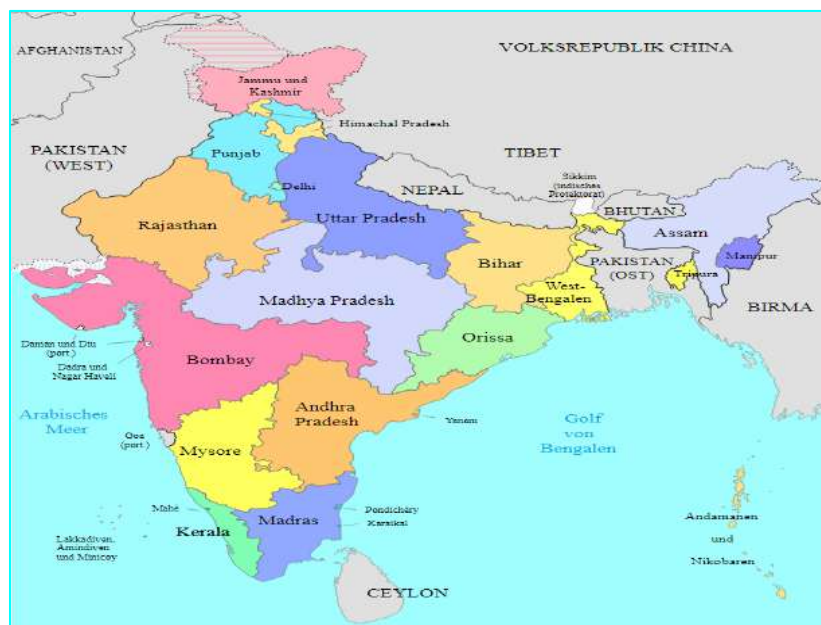 AFGHANISTAN
VOLKSREPUBLIK CHINA
Jammu und
Kashmir
Himachal Pradesh
PAKISTAN
(WEST)
Punjab
TIBET
Delhi
NEPAL
Sikkim
(indisches
Protektorat)
BHUTAN
Rajasthan
Uttar Pradesh
Assam
Bihar
PAKISTAN
(OST)
Manipur
Tripura
West-
Bengalen
Madhya Pradesh
BIRMA
Daman und Diu
(port.)
Dadra und
Nagar Haveli
Bombay
Orissa
Arabisches
Meer
Andhra
Pradesh
Yanam
Golf
von
Bengalen
Goa
(port.)
Mysore
Mahé
Pondichéry
Karaikal
Madras
Kerala
Lakkadiven,
Amindiven
und Minicoy
Andamanen
und
Nikobaren
CEYLON